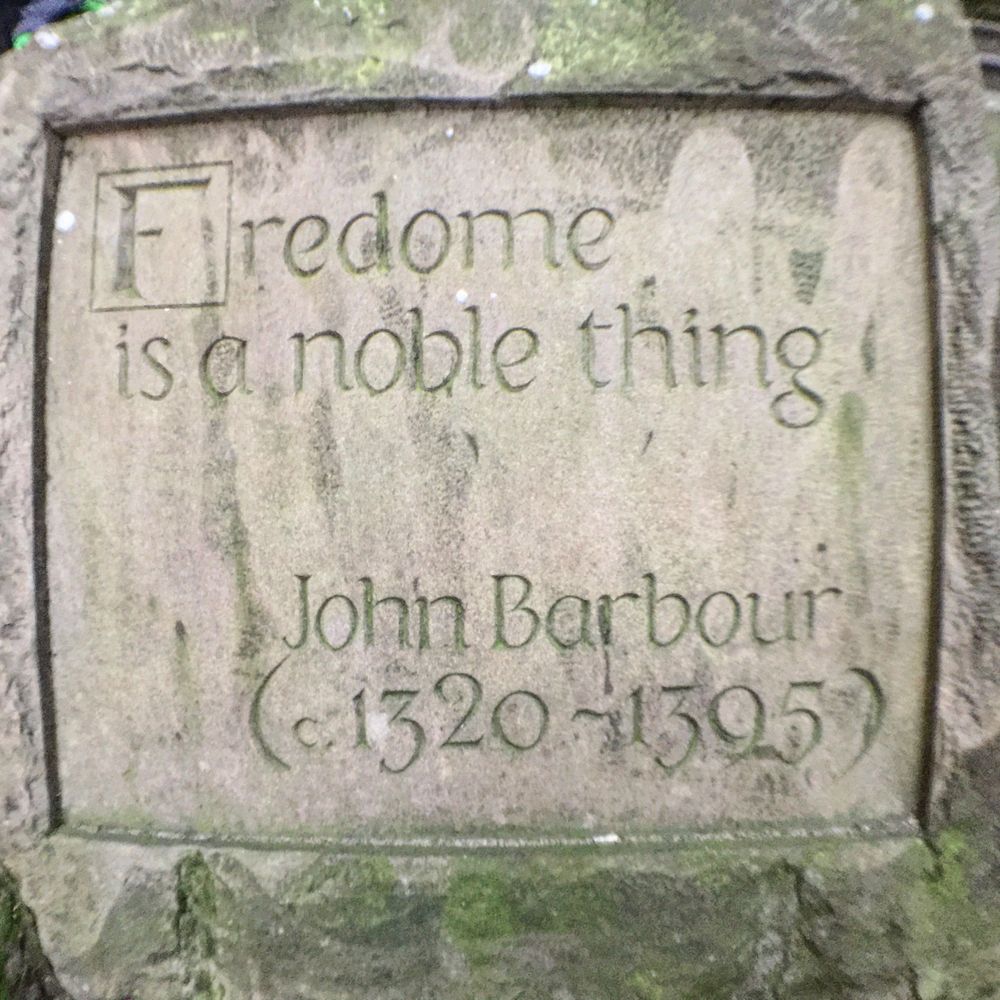 Fredome
is a noble thing
John Barbour
(c. 1320 ~ 1395)